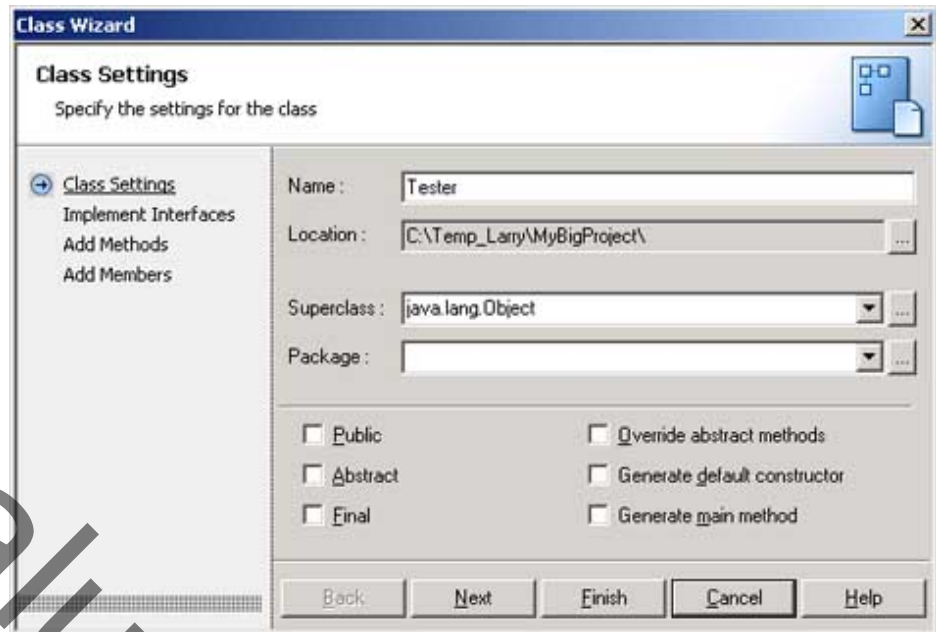 Class Wizard
Class Settings
Specify the settings for the class
Class Settings
Implement Interfaces
Add Methods
Add Members
Name :
Tester
Location :
C:\Temp_Larry\MyBigProject\
...
Superclass :
java.lang.Object
...
Package :
...
Public
Override abstract methods
Abstract
Generate default constructor
Final
Generate main method
Back
Next
Finish
Cancel
Help